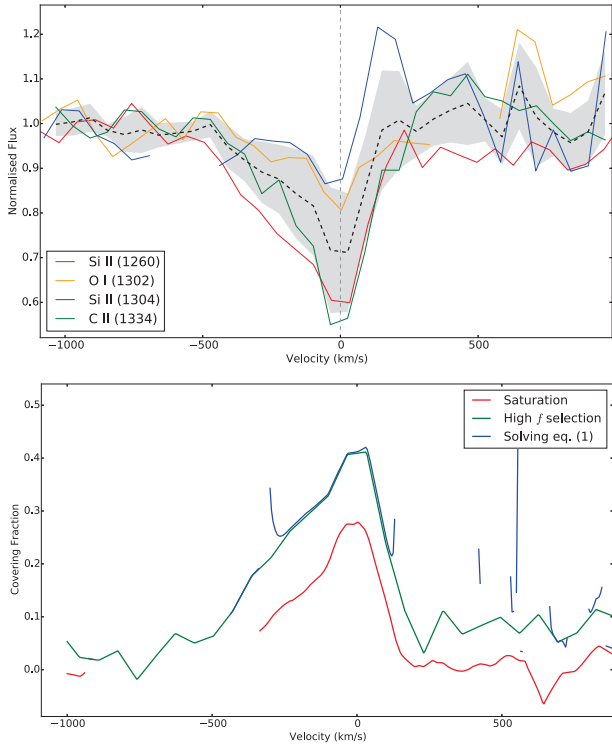 1.2
1.1
1.0
0.9
0.8
0.7
0.6
Normalised Flux
Si II (1260)
O I (1302)
Si II (1304)
C II (1334)
−1000 −500 0 500
Velocity (km/s)
0.5
0.4
0.3
0.2
0.1
0.0
Covering Fraction
Saturation
High f selection
Solving eq. (1)
−1000 −500 0 500
Velocity (km/s)